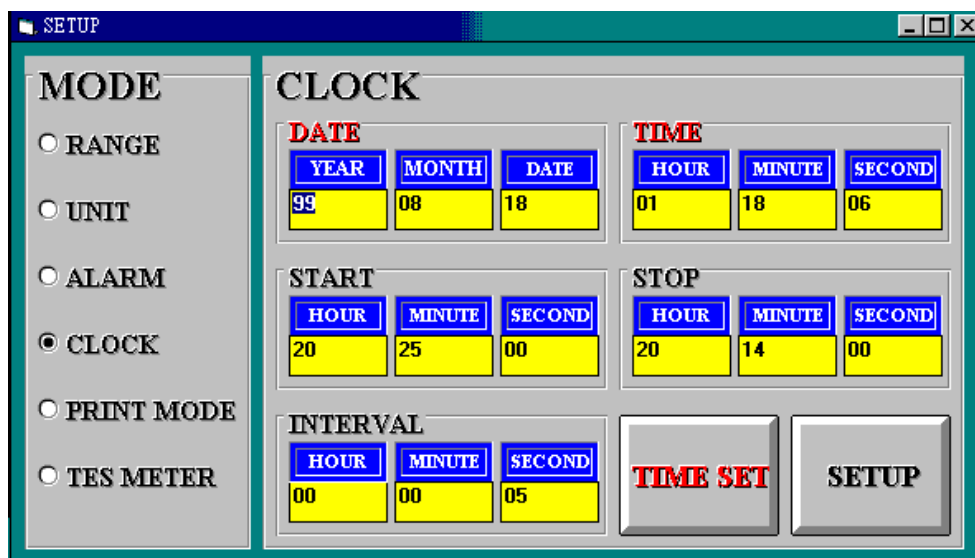 SETUP
MODE
RANGE
UNIT
ALARM
CLOCK
PRINT MODE
TES METER
CLOCK
DATE
YEAR MONTH DATE
99 08 18
TIME
HOUR MINUTE SECOND
01 18 06
START
HOUR MINUTE SECOND
20 25 00
STOP
HOUR MINUTE SECOND
20 14 00
INTERVAL
HOUR MINUTE SECOND
00 00 05
TIME SET
SETUP